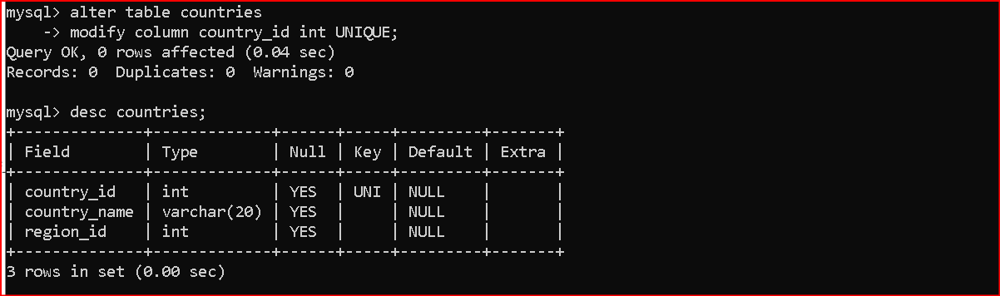 mysql> alter table countries
    -> modify column country_id int UNIQUE;
Query OK, 0 rows affected (0.04 sec)
Records: 0  Duplicates: 0  Warnings: 0

mysql> desc countries;
+--------------+-------------+------+-----+---------+-------+
| Field        | Type        | Null | Key | Default | Extra |
+--------------+-------------+------+-----+---------+-------+
| country_id   | int         | YES  | UNI | NULL    |       |
| country_name | varchar(20) | YES  |     | NULL    |       |
| region_id    | int         | YES  |     | NULL    |       |
+--------------+-------------+------+-----+---------+-------+
3 rows in set (0.00 sec)